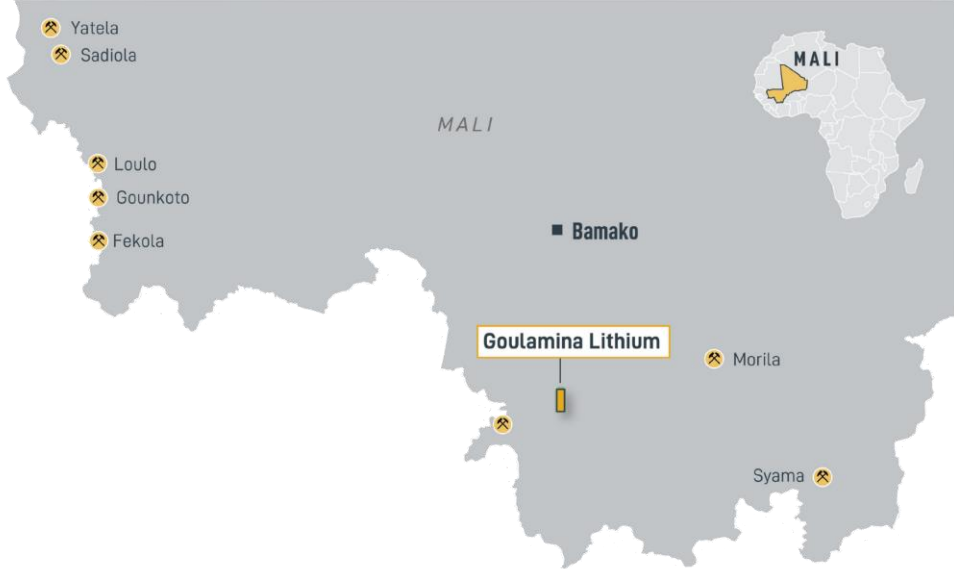 Yatela
Sadiola
MALI
MALI
Loulo
Gounkoto
Fekola
Bamako
Goulamina Lithium
Morila
Syama